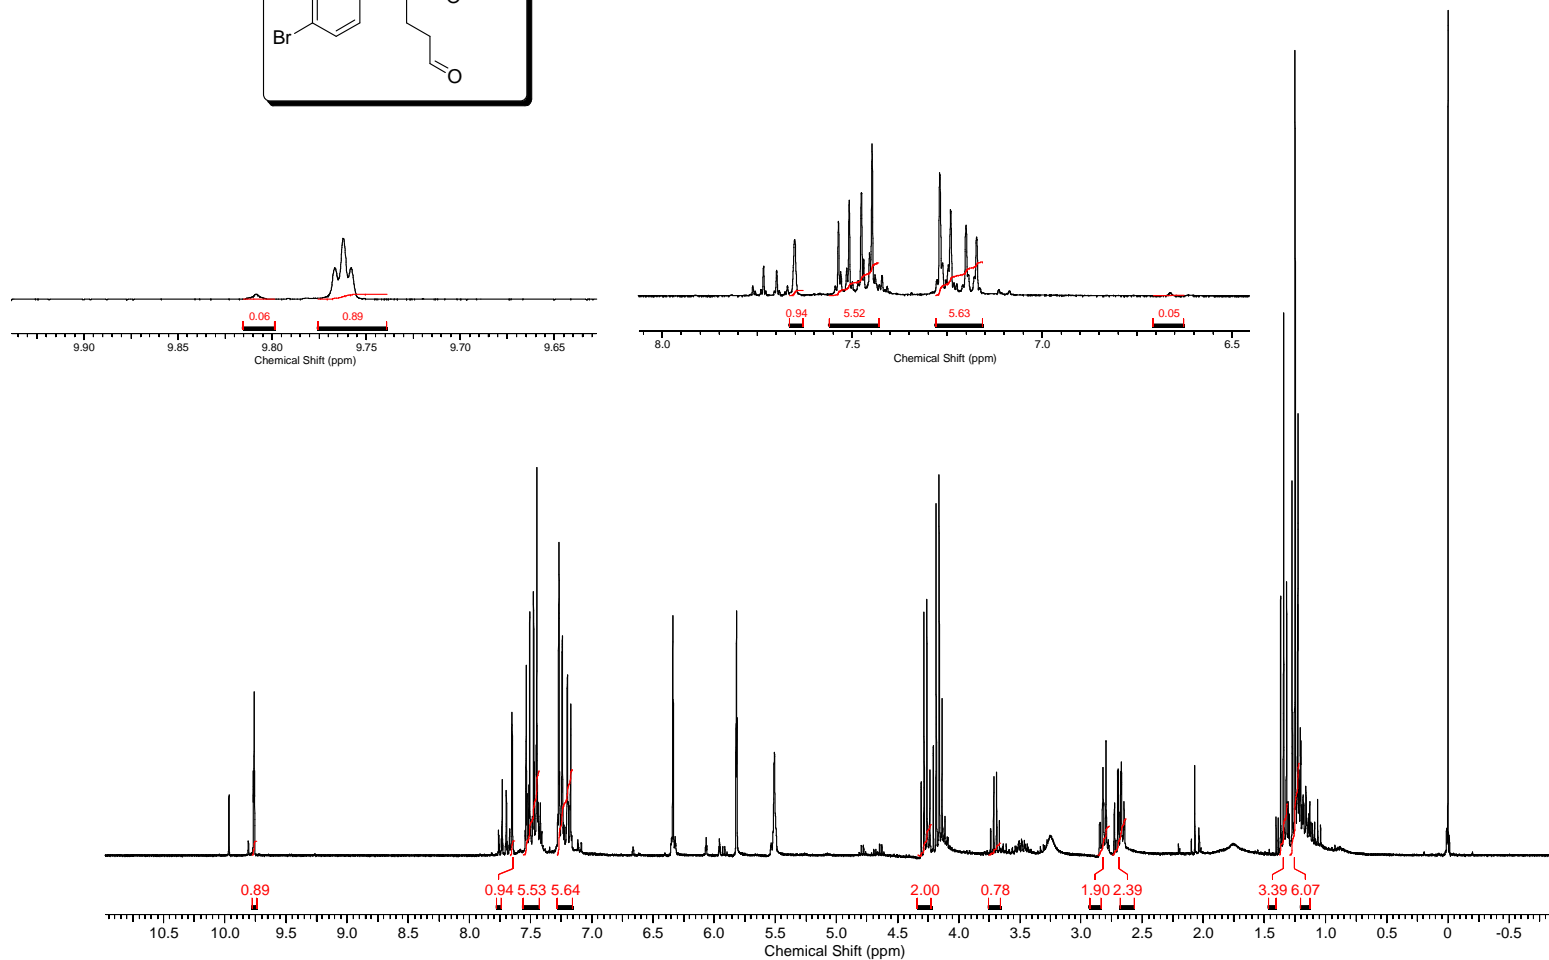 Br
O
0.06 0.89
9.90 9.85 9.80 9.75 9.70 9.65
Chemical Shift (ppm)
0.94 5.52 5.63 0.05
8.0 7.5 7.0 6.5
Chemical Shift (ppm)
0.89 0.94 5.53 5.64 2.00 0.78 1.90 2.39 3.39 6.07
10.5 10.0 9.5 9.0 8.5 8.0 7.5 7.0 6.5 6.0 5.5 5.0 4.5 4.0 3.5 3.0 2.5 2.0 1.5 1.0 0.5 0 -0.5
Chemical Shift (ppm)